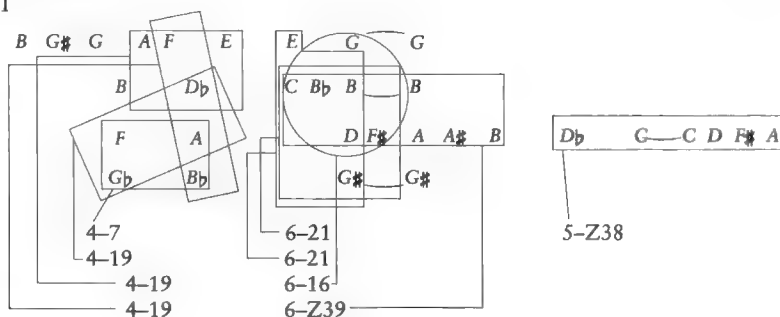 1
B G♯ G A F E E G G
B D♭ C B♭ B B
F A D F♯ A A♯ B D♭ G C D F♯ A
G♭ B♭ G♯ G♯
4–7 6–21 5–Z38
4–19 6–21
4–19 6–16
4–19 6–Z39